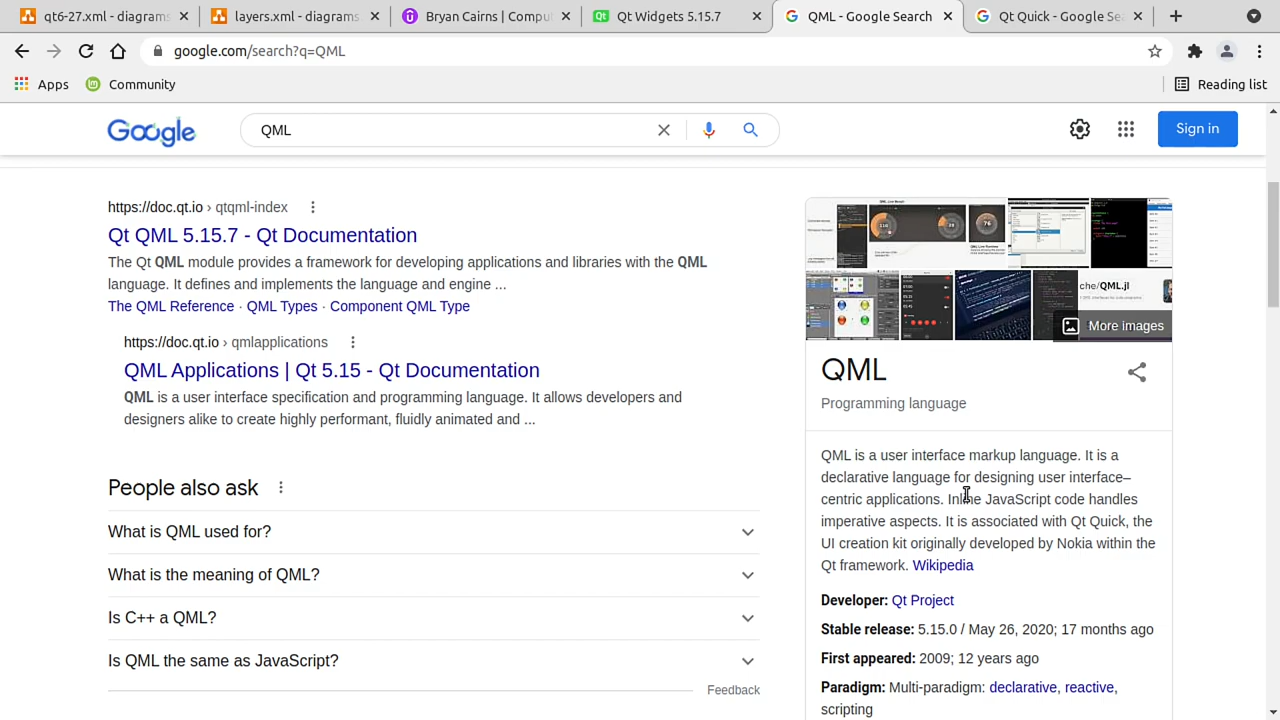 qt6-27.xml - diagrams
layers.xml - diagrams.
Bryan Cairns | Comput
Qt Widgets 5.15.7
QML - Google Search
Qt Quick - Google Sea
google.com/search?q=QML
Apps
Community
Reading list
Google
QML
Sign in
https://doc.qt.io › qtqml-index
Qt QML 5.15.7 - Qt Documentation
The Qt QML module provides a framework for developing applications and libraries with the QML
language. It defines and implements the language and engine ...
The QML Reference · QML Types · Component QML Type
https://doc.qt.io › qmlapplications
QML Applications | Qt 5.15 - Qt Documentation
QML is a user interface specification and programming language. It allows developers and
designers alike to create highly performant, fluidly animated and ...
People also ask
What is QML used for?
What is the meaning of QML?
Is C++ a QML?
Is QML the same as JavaScript?
Feedback
che/QML.jl
More images
QML
Programming language
QML is a user interface markup language. It is a
declarative language for designing user interface–
centric applications. Inline JavaScript code handles
imperative aspects. It is associated with Qt Quick, the
UI creation kit originally developed by Nokia within the
Qt framework. Wikipedia
Developer: Qt Project
Stable release: 5.15.0 / May 26, 2020; 17 months ago
First appeared: 2009; 12 years ago
Paradigm: Multi-paradigm: declarative, reactive,
scripting